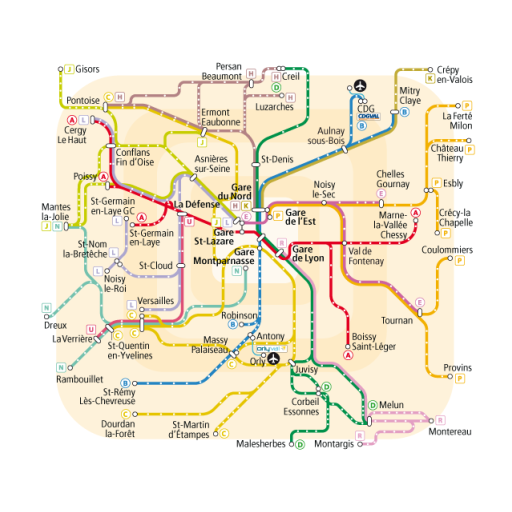 J Gisors
Persan
Beaumont H
H Creil
D
Crépy
K en-Valois
Pontoise C H
H
Luzarches
CDG
CDGVAL
B
Mitry
Claye
B
P
La Ferté
Milon
A L
Cergy
Le Haut
Ermont
Eaubonne
J
Aulnay
sous-Bois
P
Château
Thierry
Conflans
Fin d'Oise
Asnières
sur-Seine
St-Denis
Poissy A
Gare
du Nord
H K
Noisy
le-Sec
Chelles
Gournay
Esbly
P
Mantes
la-Jolie
J N
St-Germain
en-Laye GC
L
A
St-Germain
en-Laye
La Défense
U
J L
E
P
Gare
de l'Est
Marne-
la-Vallée
Chessy
A
Crécy-la
Chapelle
P
St-Nom
la-Bretèche
L
Gare
St-Lazare
R
Gare
de Lyon
Val de
Fontenay
Coulommiers
P
Noisy
le-Roi
L
St-Cloud
Gare
Montparnasse
N
N
Dreux
Versailles
L
C
E
Tournan
La Verrière U
C
C
St-Quentin
en-Yvelines
Robinson
B
Massy
Palaiseau
C
Antony
ORLYVAL
Orly
Boissy
Saint-Léger
A
N
Rambouillet
B
St-Rémy
Lès-Chevreuse
Juvisy
D
D
Corbeil
Essonnes
Provins
P
C
Dourdan
la-Forêt
St-Martin
d'Étampes C
D Melun
R
Montereau
Malesherbes D
Montargis
R